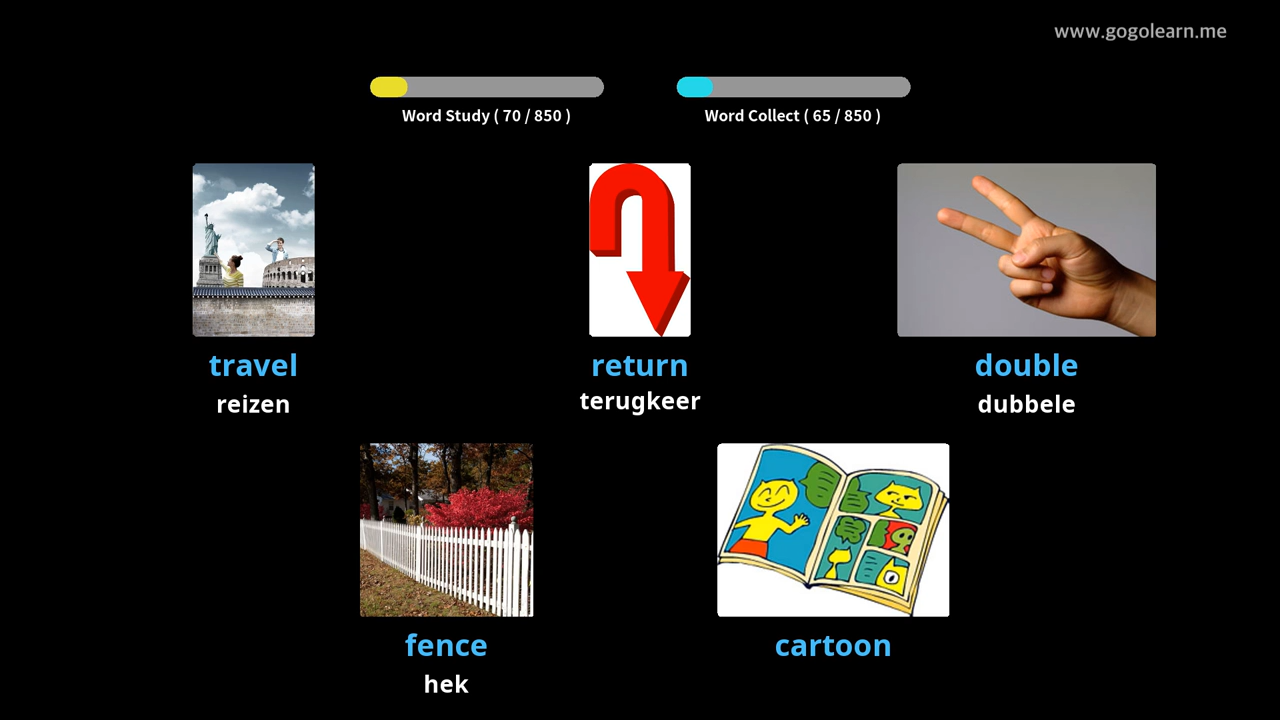 www.gogolearn.me
Word Study ( 70 / 850 )
Word Collect ( 65 / 850 )
travel
reizen
return
terugkeer
double
dubbele
fence
hek
cartoon